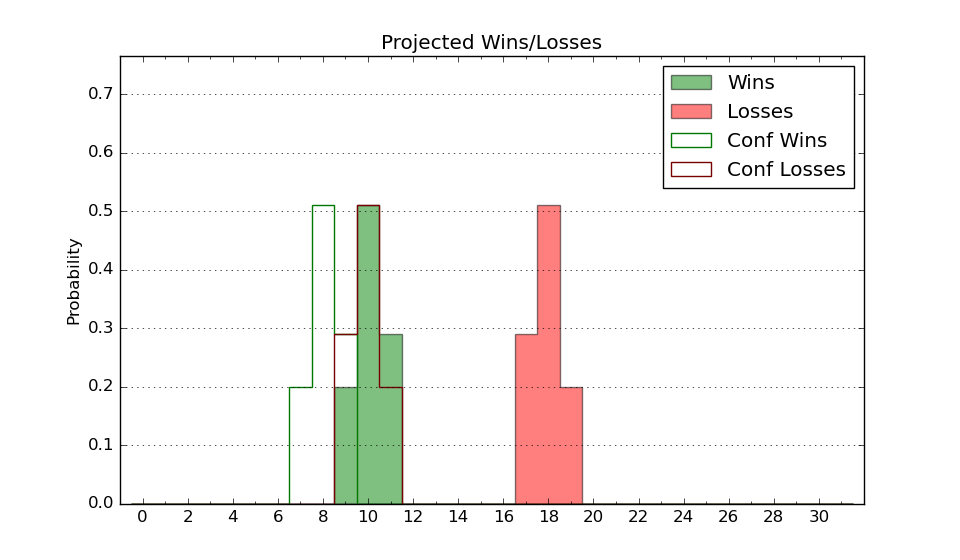 Projected Wins/Losses
Wins
Losses
Conf Wins
Conf Losses
Probability
0.7
0.6
0.5
0.4
0.3
0.2
0.1
0.0
0 2 4 6 8 10 12 14 16 18 20 22 24 26 28 30